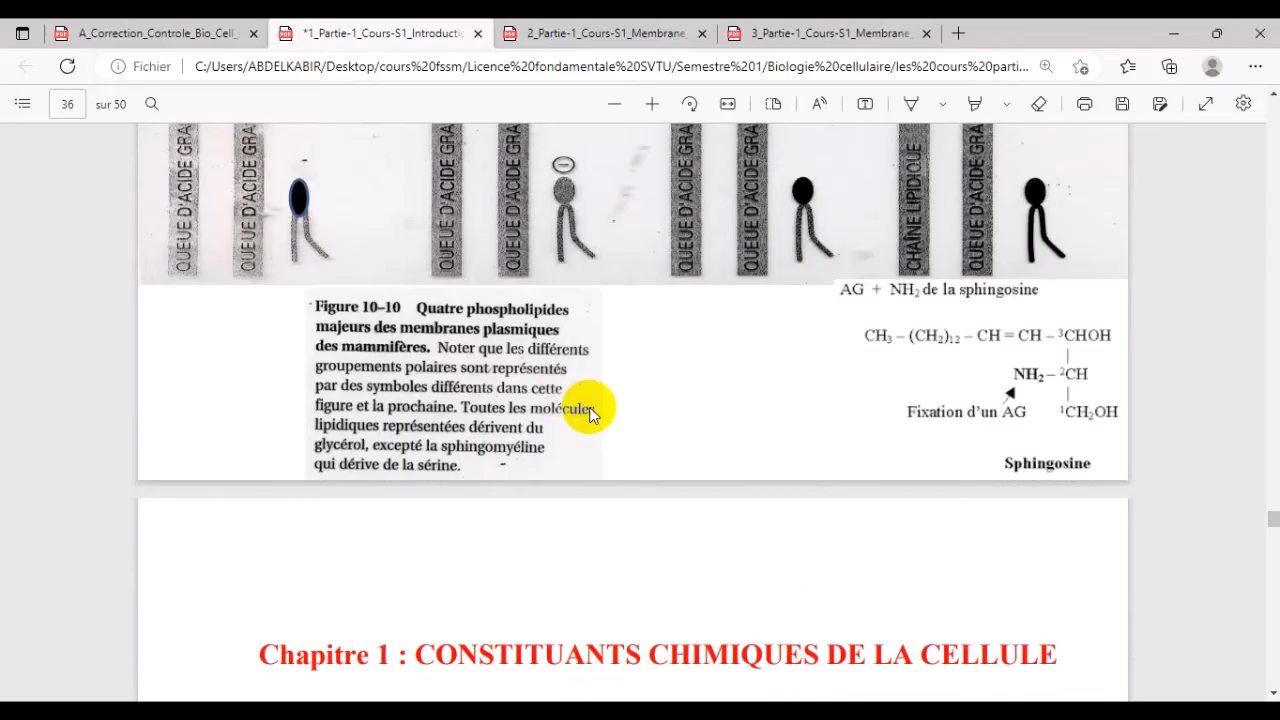 A_Correction_Controle_Bio_Cell_
*1_Partie-1_Cours-S1_Introducti
2_Partie-1_Cours-S1_Membrane_
3_Partie-1_Cours-S1_Membrane_
Fichier
C:/Users/ABDELKABIR/Desktop/cours%20fssm/Licence%20fondamentale%20SVTU/Semestre%201/Biologie%20cellulaire/les%20cours%20parti...
36 sur 50
QUEUE D'ACIDE GRA
QUEUE D'ACIDE GRA
QUEUE D'ACIDE GRA
QUEUE D'ACIDE GRA
QUEUE D'ACIDE GRA
QUEUE D'ACIDE GRA
CHAÎNE LIPIDIQUE
QUEUE D'ACIDE GRA
Figure 10–10 Quatre phospholipides
majeurs des membranes plasmiques
des mammifères. Noter que les différents
groupements polaires sont représentés
par des symboles différents dans cette
figure et la prochaine. Toutes les molécules
lipidiques représentées dérivent du
glycérol, excepté la sphingomyéline
qui dérive de la sérine.
AG + NH2 de la sphingosine
CH3 – (CH2)12 – CH = CH – 3CHOH
|
NH2 – 2CH
|
Fixation d'un AG 1CH2OH
Sphingosine
Chapitre 1 : CONSTITUANTS CHIMIQUES DE LA CELLULE